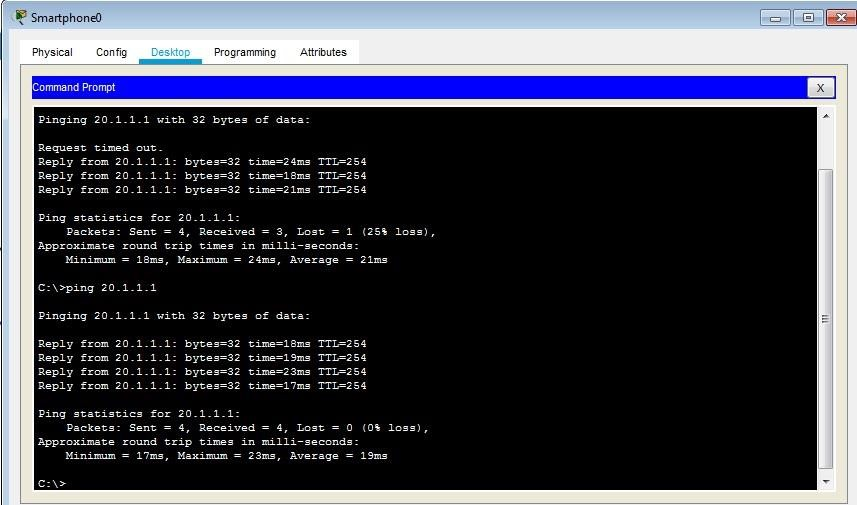 Smartphone0
Physical Config Desktop Programming Attributes
Command Prompt
X
Pinging 20.1.1.1 with 32 bytes of data:
Request timed out.
Reply from 20.1.1.1: bytes=32 time=24ms TTL=254
Reply from 20.1.1.1: bytes=32 time=18ms TTL=254
Reply from 20.1.1.1: bytes=32 time=21ms TTL=254
Ping statistics for 20.1.1.1:
Packets: Sent = 4, Received = 3, Lost = 1 (25% loss),
Approximate round trip times in milli-seconds:
Minimum = 18ms, Maximum = 24ms, Average = 21ms
C:\>ping 20.1.1.1
Pinging 20.1.1.1 with 32 bytes of data:
Reply from 20.1.1.1: bytes=32 time=18ms TTL=254
Reply from 20.1.1.1: bytes=32 time=19ms TTL=254
Reply from 20.1.1.1: bytes=32 time=23ms TTL=254
Reply from 20.1.1.1: bytes=32 time=17ms TTL=254
Ping statistics for 20.1.1.1:
Packets: Sent = 4, Received = 4, Lost = 0 (0% loss),
Approximate round trip times in milli-seconds:
Minimum = 17ms, Maximum = 23ms, Average = 19ms
C:\>